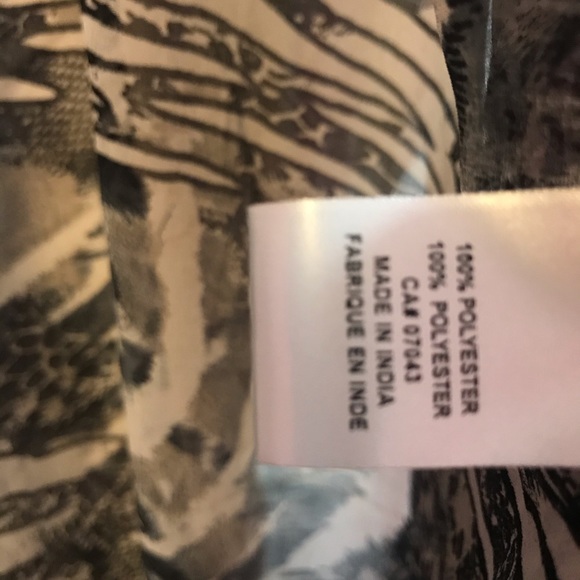 100% POLYESTER
100% POLYESTER
CA# 07043
MADE IN INDIA
FABRIQUE EN INDE